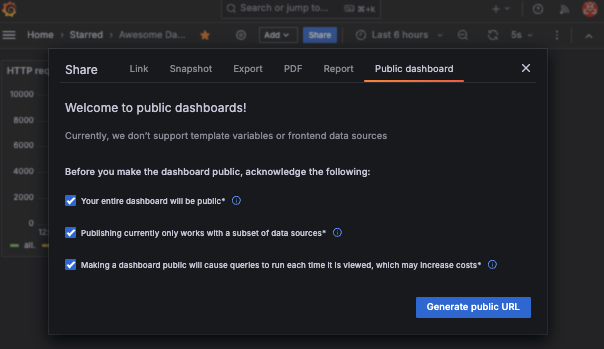 Search or jump to... ⌘+k
Home › Starred › Awesome Da...
Add
Share
Last 6 hours
5s
HTTP req
10000
8000
6000
4000
2000
0
12:
all.
Share
Link
Snapshot
Export
PDF
Report
Public dashboard
Welcome to public dashboards!
Currently, we don't support template variables or frontend data sources
Before you make the dashboard public, acknowledge the following:
Your entire dashboard will be public*
Publishing currently only works with a subset of data sources*
Making a dashboard public will cause queries to run each time it is viewed, which may increase costs*
Generate public URL